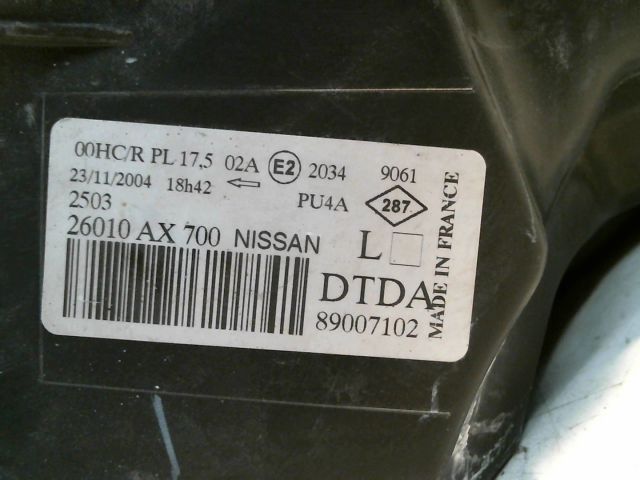 00HC/R PL 17,5 02A E2 2034 9061
23/11/2004 18h42 PU4A 287
2503
26010 AX 700 NISSAN L
DTDA
89007102
MADE IN FRANCE